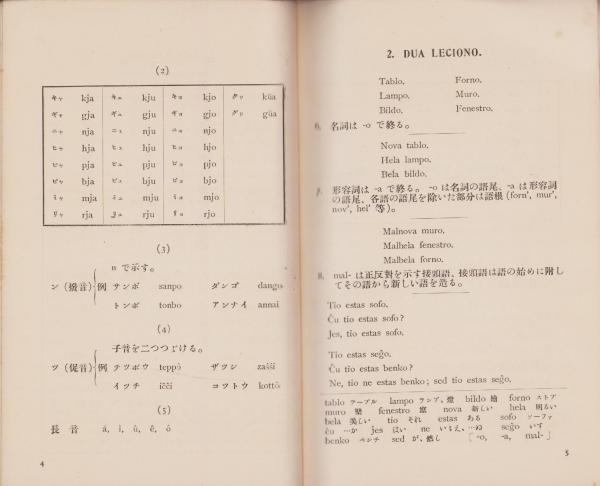 (2)
キャ kja キュ kju キョ kjo クワ kŭa
ギャ gja ギュ gju ギョ gjo グワ gŭa
ニャ nja ニュ nju ニョ njo
ヒャ hja ヒュ hju ヒョ hjo
ピャ pja ピュ pju ピョ pjo
ビャ bja ビュ bju ビョ bjo
ミャ mja ミュ mju ミョ mjo
リャ rja リュ rju リョ rjo
(3)
n で示す。
ン(撥音) 例 サンポ sanpo ダンゴ dango
トンボ tonbo アンナイ annai
(4)
子音を二つつゞける。
ツ(促音) 例 テツポウ teppô ザツシ zaŝŝi
イツチ iĉĉi コツトウ kottô
(5)
長音 â, î, û, ê, ô
4
2. DUA LECIONO.
Tablo. Forno.
Lampo. Muro.
Bildo. Fenestro.
名詞は -o で終る。
Nova tablo.
Hela lampo.
Bela bildo.
形容詞は -a で終る。 -o は名詞の語尾、-a は形容詞
の語尾、各語の語尾を除いた部分は語根 (forn', mur',
nov', hel' 等)。
Malnova muro.
Malhela fenestro.
Malbela forno.
mal- は正反對を示す接頭語、接頭語は語の始めに附し
てその語から新しい語を造る。
Tio estas sofo.
Ĉu tio estas sofo?
Jes, tio estas sofo.
Tio estas seĝo.
Ĉu tio estas benko?
Ne, tio ne estas benko; sed tio estas seĝo.
tablo テーブル lampo ランプ、燈 bildo 繪 forno ストブ
muro 壁 fenestro 窓 nova 新しい hela 明るい
bela 美しい tio それ estas ある sofo ソーファ
ĉu …か jes はい ne いゝえ、…ぬ seĝo いす
benko ベンチ sed が、然し [-o, -a, mal-]
5